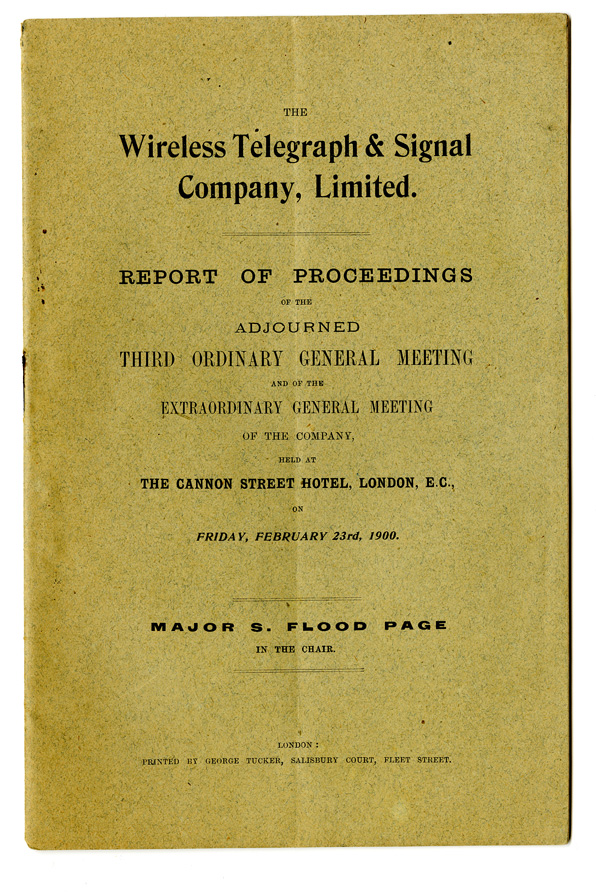 THE
Wireless Telegraph & Signal
Company, Limited.
REPORT OF PROCEEDINGS
OF THE
ADJOURNED
THIRD ORDINARY GENERAL MEETING
AND OF THE
EXTRAORDINARY GENERAL MEETING
OF THE COMPANY,
HELD AT
THE CANNON STREET HOTEL, LONDON, E.C.,
ON
FRIDAY, FEBRUARY 23rd, 1900.
MAJOR S. FLOOD PAGE
IN THE CHAIR.
LONDON:
PRINTED BY GEORGE TUCKER, SALISBURY COURT, FLEET STREET.